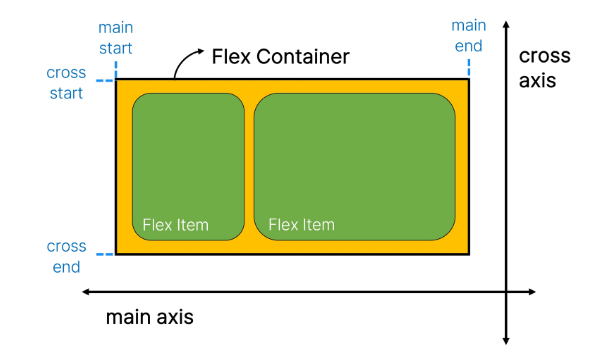 main
start
main
end
Flex Container
cross
axis
cross
start
Flex Item
Flex Item
cross
end
main axis